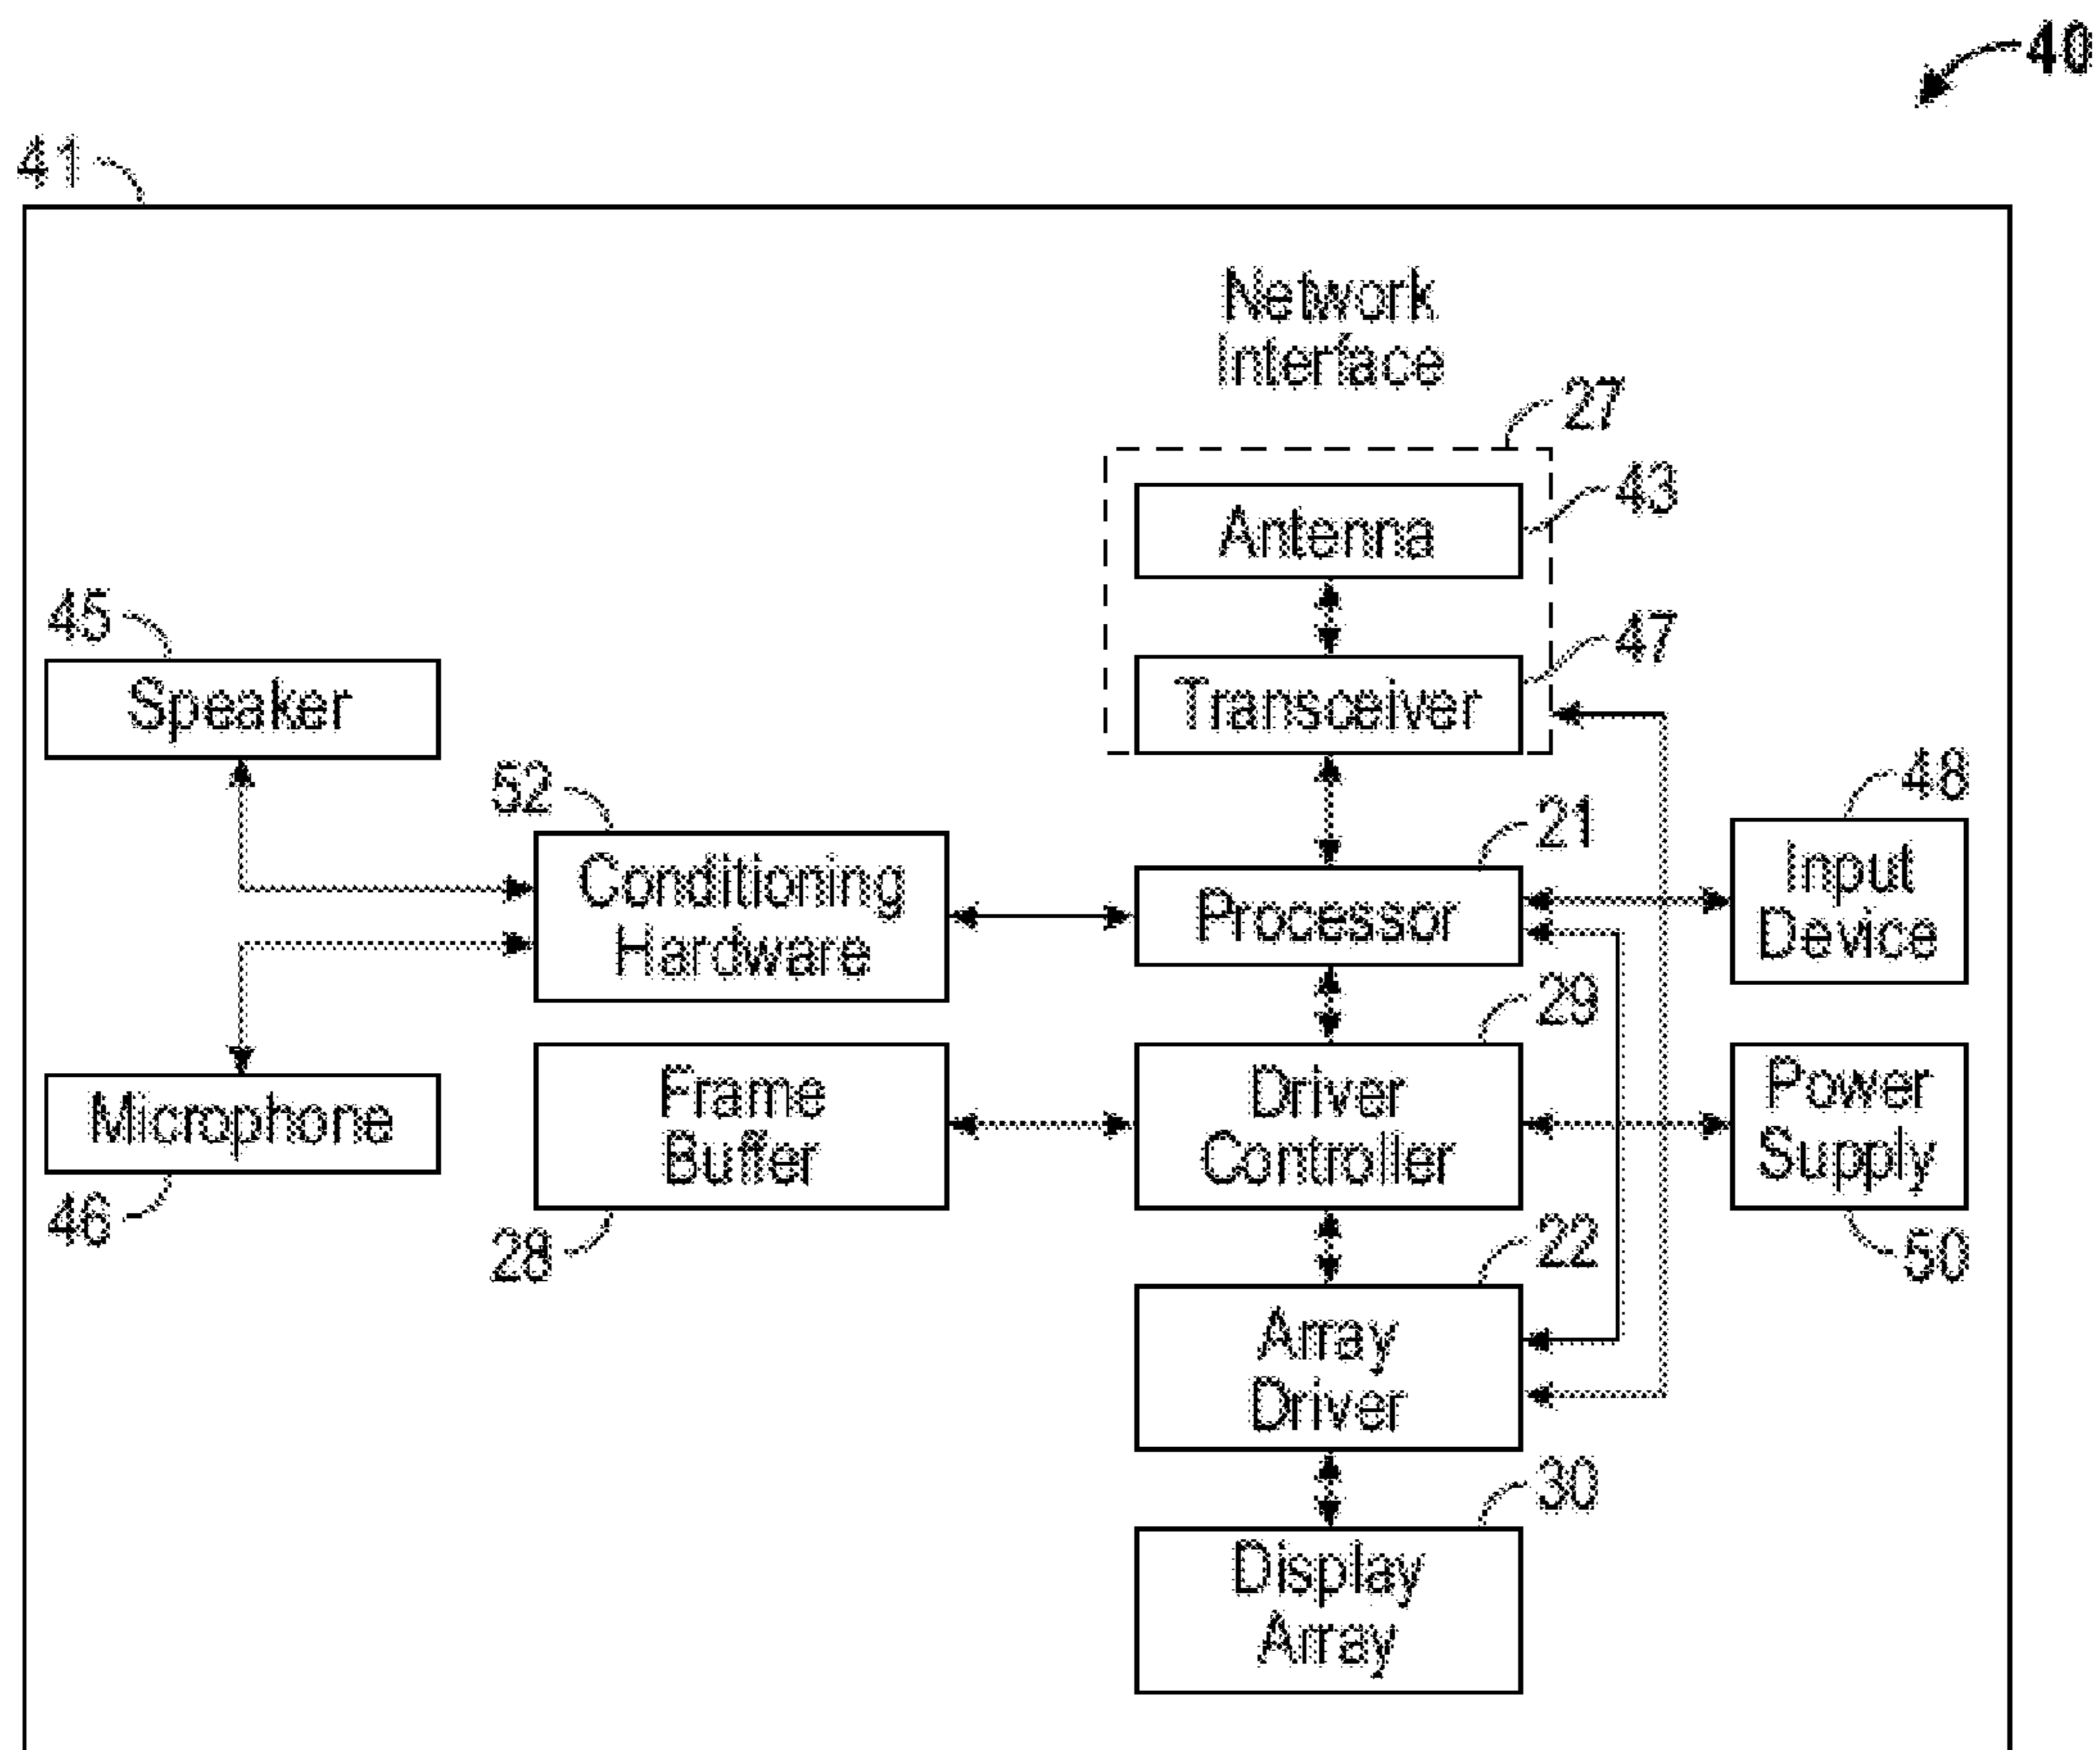 40
41
Network
Interface
27
Antenna
43
45
Speaker
Transceiver
47
52
Conditioning
Hardware
21
Processor
48
Input
Device
29
Microphone
46
Frame
Buffer
28
Driver
Controller
Power
Supply
50
22
Array
Driver
30
Display
Array